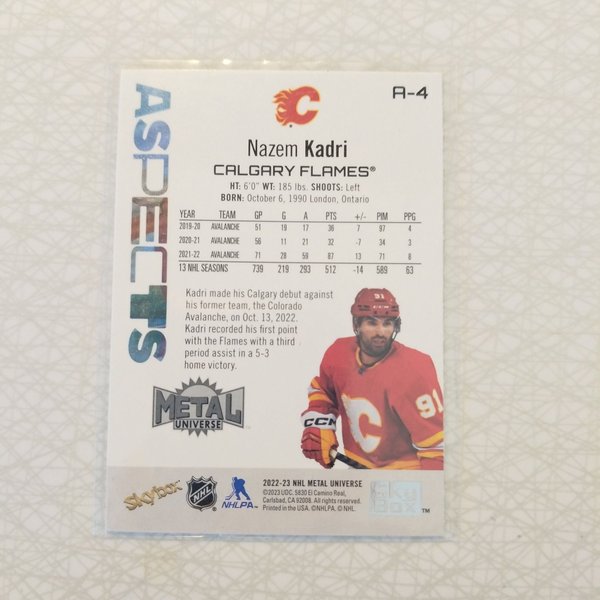 A-4
ASPECTS
C
Nazem Kadri
CALGARY FLAMES®
HT: 6'0" WT: 185 lbs. SHOOTS: Left
BORN: October 6, 1990 London, Ontario
YEAR TEAM GP G A PTS +/- PIM PPG
2019-20 AVALANCHE 51 19 17 36 7 97 4
2020-21 AVALANCHE 56 11 21 32 -7 34 3
2021-22 AVALANCHE 71 28 59 87 13 71 8
13 NHL SEASONS 739 219 293 512 -14 589 63
Kadri made his Calgary debut against
his former team, the Colorado
Avalanche, on Oct. 13, 2022.
Kadri recorded his first point
with the Flames with a third
period assist in a 5-3
home victory.
91
C
91
CCM
METAL
UNIVERSE
Skybox
NHL
NHLPA
2022-23 NHL METAL UNIVERSE
©2023 UDC. 5830 El Camino Real,
Carlsbad, CA 92008. All rights reserved.
Printed in the USA. ©NHLPA. © NHL.
SkyBox
TM